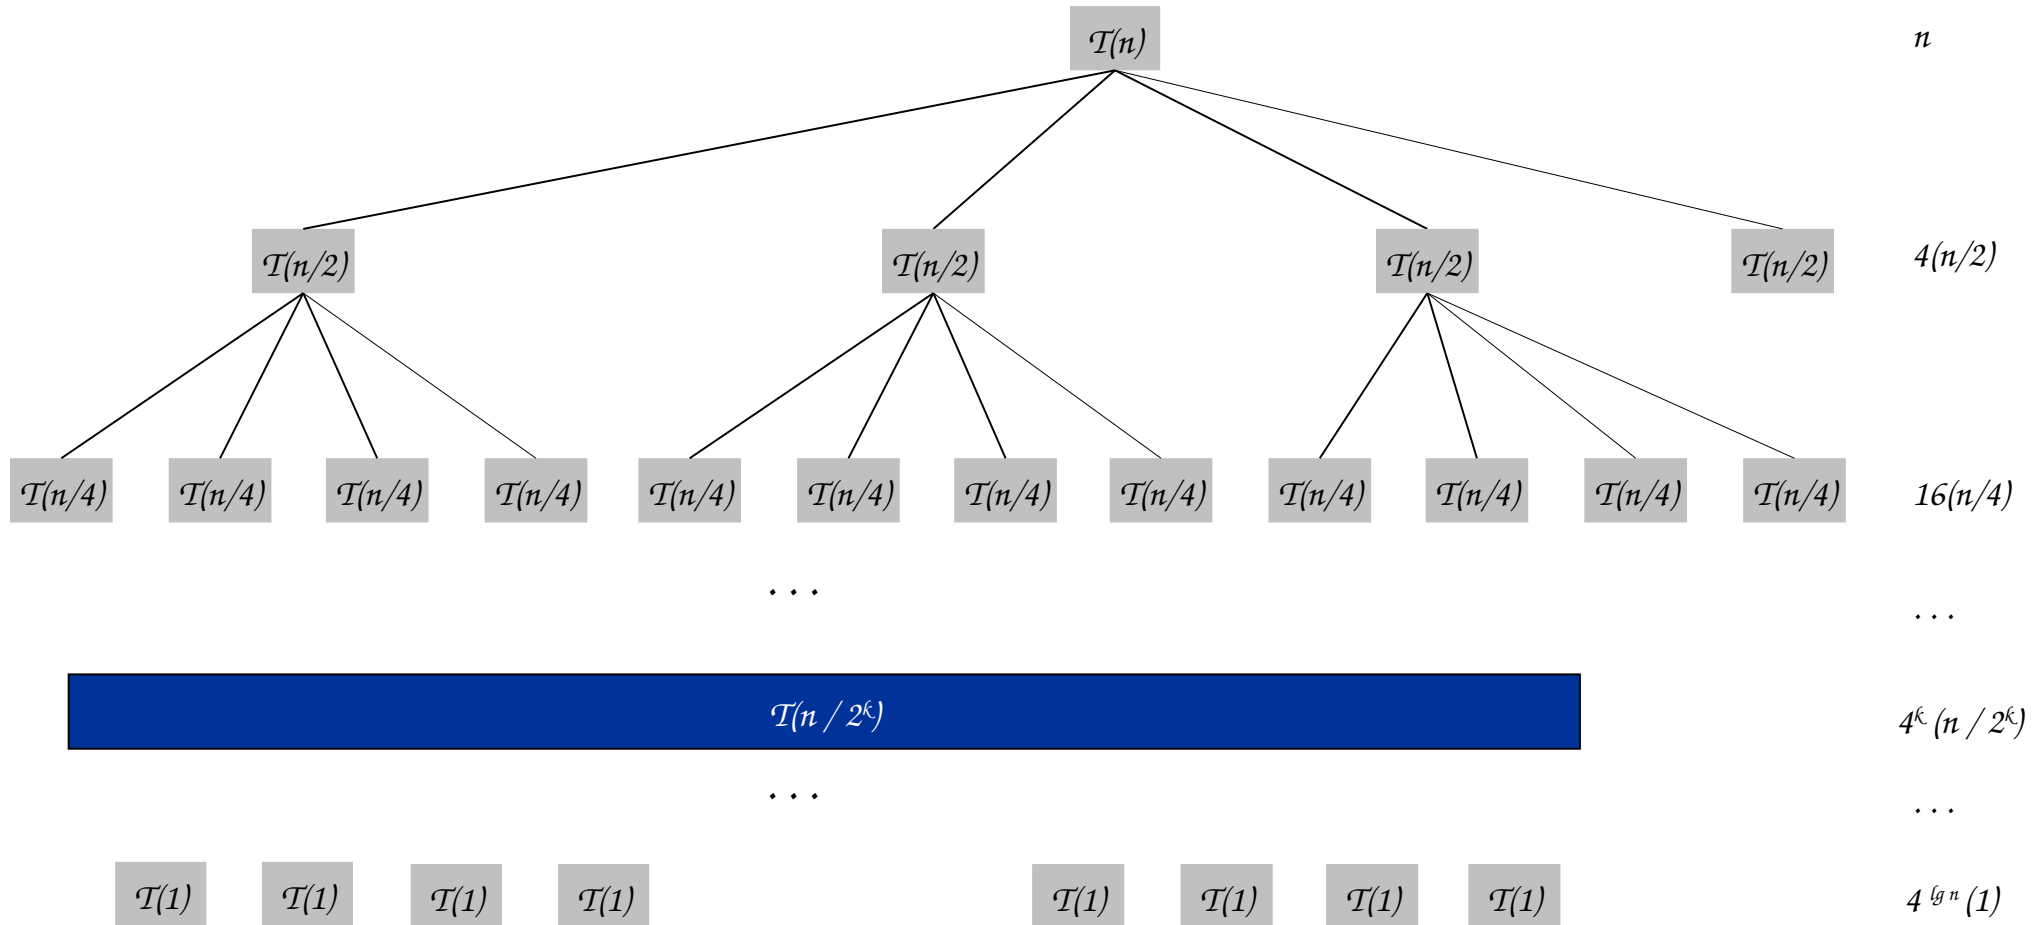 T(n) n
T(n/2) T(n/2) T(n/2) T(n/2) 4(n/2)
T(n/4) T(n/4) T(n/4) T(n/4) T(n/4) T(n/4) T(n/4) T(n/4) T(n/4) T(n/4) T(n/4) T(n/4) 16(n/4)
. . . . . .
T(n / 2ᵏ) 4ᵏ (n / 2ᵏ)
. . . . . .
T(1) T(1) T(1) T(1) T(1) T(1) T(1) T(1) 4 ˡᵍ ⁿ (1)